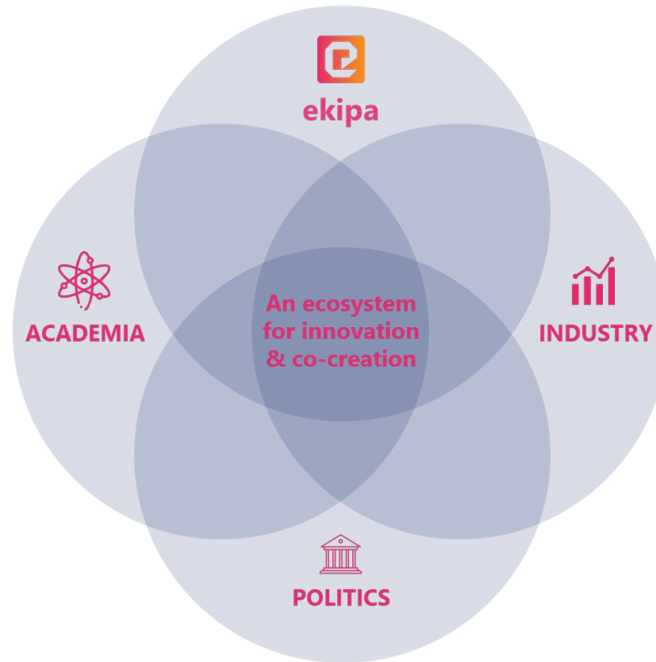 ekipa
ACADEMIA
An ecosystem
for innovation
& co-creation
INDUSTRY
POLITICS